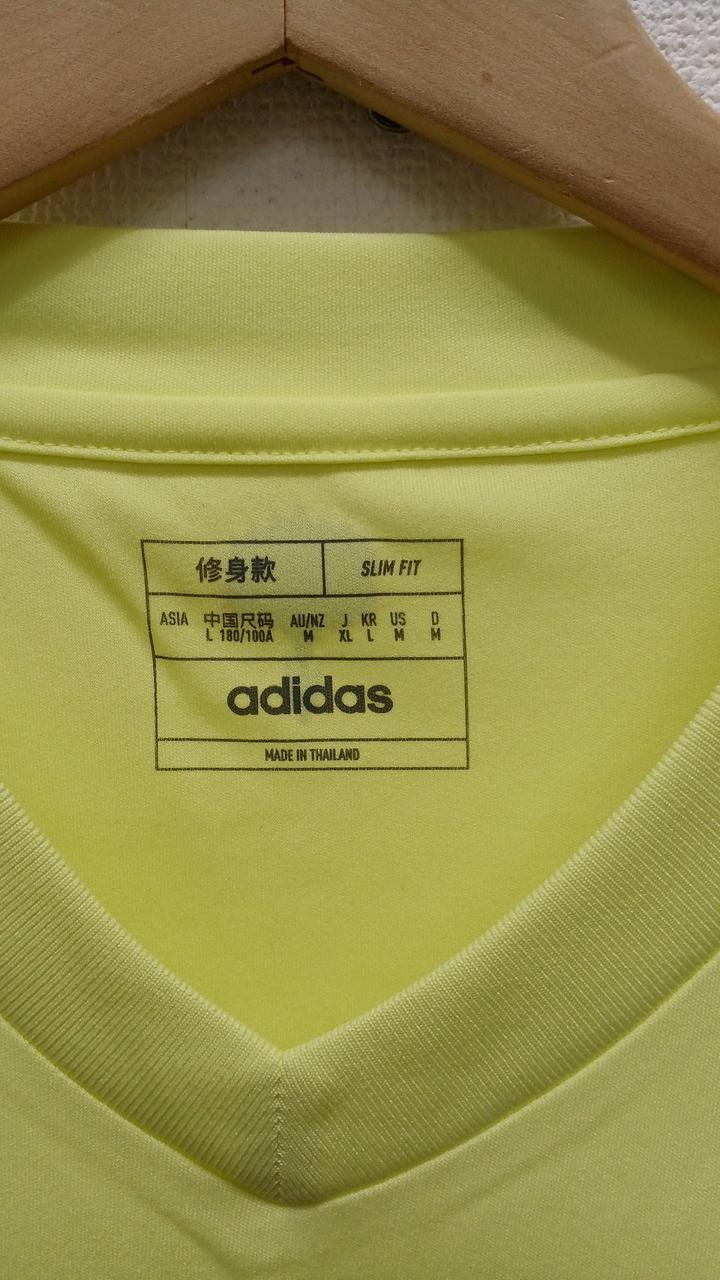 修身款 SLIM FIT
ASIA 中国尺码 AU/NZ J KR US D
L 180/100A M XL L M M
adidas
MADE IN THAILAND